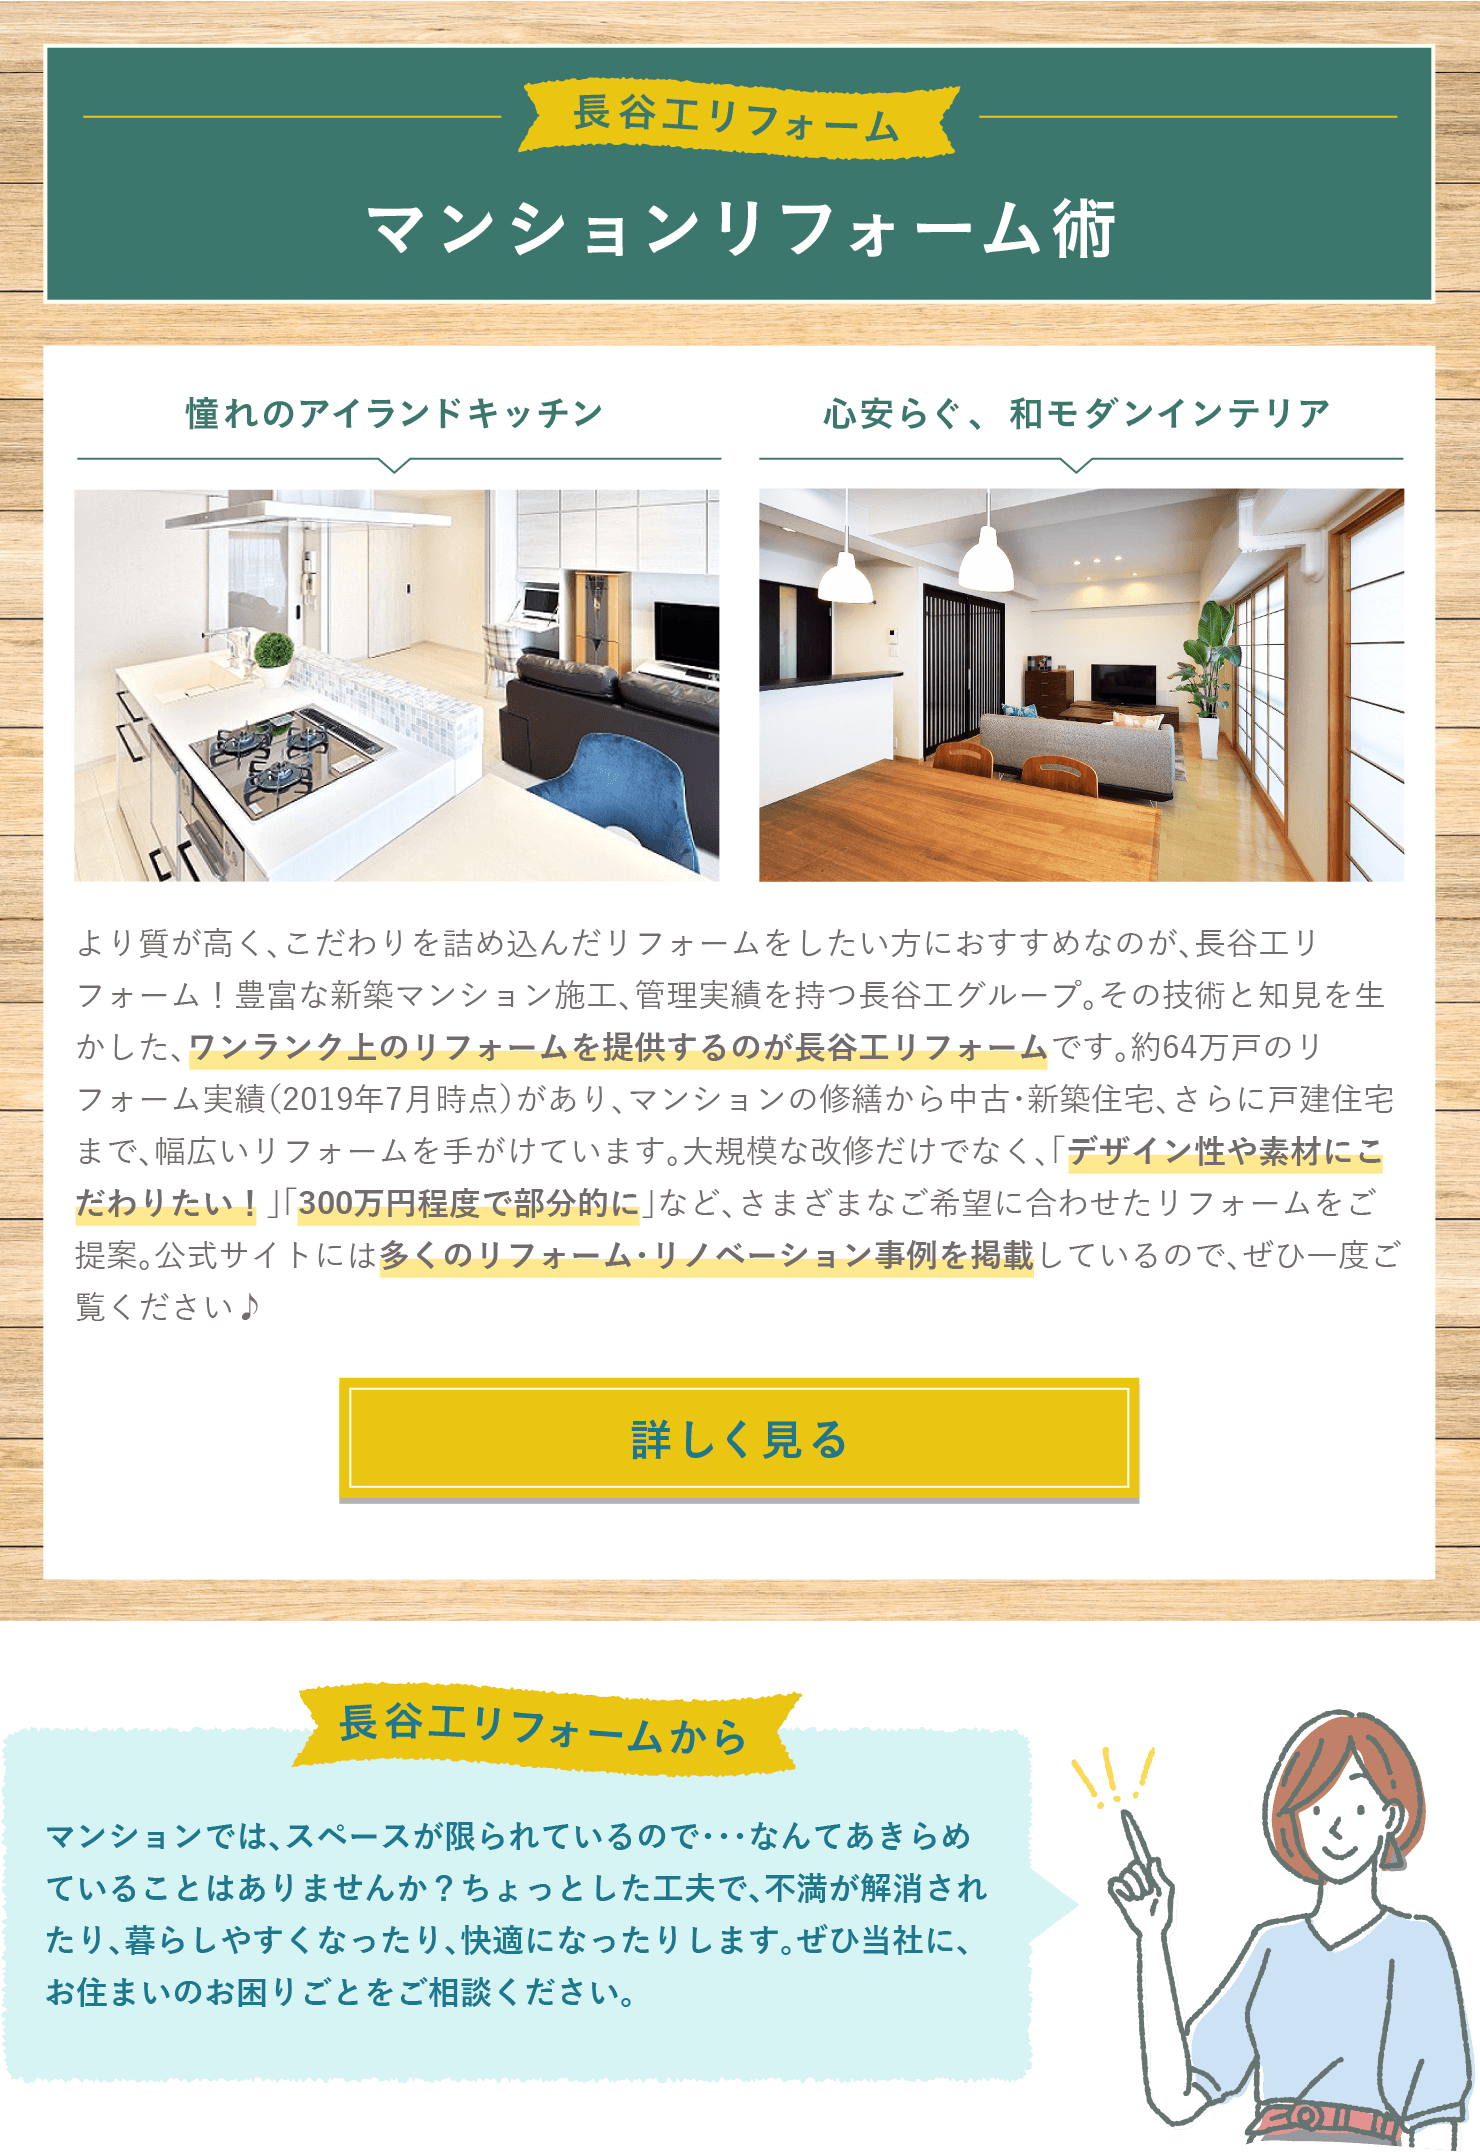 長谷工リフォーム
マンションリフォーム術
憧れのアイランドキッチン
心安らぐ、和モダンインテリア
より質が高く、こだわりを詰め込んだリフォームをしたい方におすすめなのが、長谷工リ
フォーム！豊富な新築マンション施工、管理実績を持つ長谷工グループ。その技術と知見を生
かした、ワンランク上のリフォームを提供するのが長谷工リフォームです。約64万戸のリ
フォーム実績（2019年7月時点）があり、マンションの修繕から中古・新築住宅、さらに戸建住宅
まで、幅広いリフォームを手がけています。大規模な改修だけでなく、「デザイン性や素材にこ
だわりたい！」「300万円程度で部分的に」など、さまざまなご希望に合わせたリフォームをご
提案。公式サイトには多くのリフォーム・リノベーション事例を掲載しているので、ぜひ一度ご
覧ください♪
詳しく見る
長谷工リフォームから
マンションでは、スペースが限られているので・・・なんてあきらめ
ていることはありませんか？ちょっとした工夫で、不満が解消され
たり、暮らしやすくなったり、快適になったりします。ぜひ当社に、
お住まいのお困りごとをご相談ください。